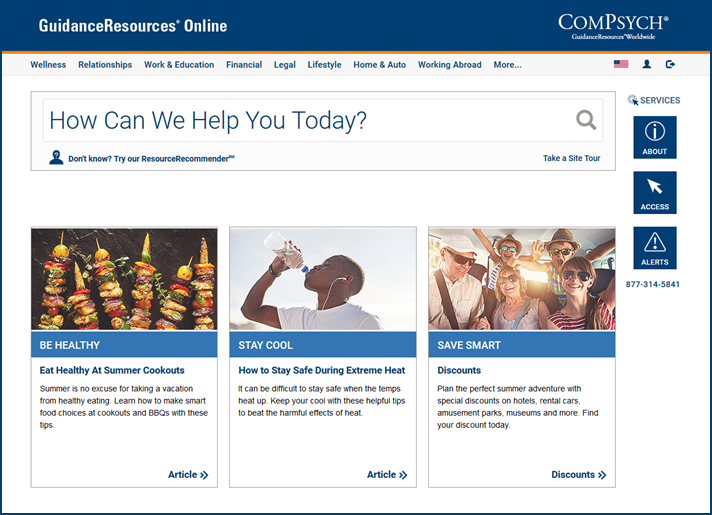 GuidanceResources® Online
COMPSYCH®
GuidanceResources®Worldwide
Wellness Relationships Work & Education Financial Legal Lifestyle Home & Auto Working Abroad More...
How Can We Help You Today?
Don't know? Try our ResourceRecommender℠
Take a Site Tour
SERVICES
ABOUT
ACCESS
ALERTS
877-314-5841
BE HEALTHY
Eat Healthy At Summer Cookouts
Summer is no excuse for taking a vacation
from healthy eating. Learn how to make smart
food choices at cookouts and BBQs with these
tips.
Article
STAY COOL
How to Stay Safe During Extreme Heat
It can be difficult to stay safe when the temps
heat up. Keep your cool with these helpful tips
to beat the harmful effects of heat.
Article
SAVE SMART
Discounts
Plan the perfect summer adventure with
special discounts on hotels, rental cars,
amusement parks, museums and more. Find
your discount today.
Discounts